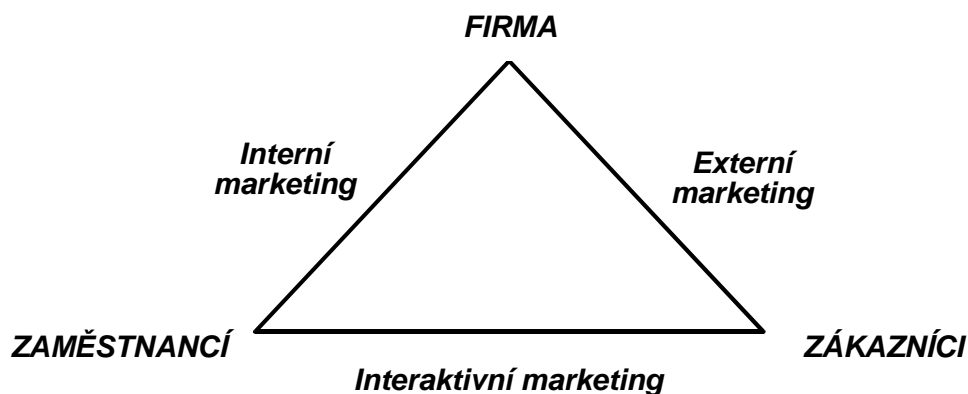 FIRMA
Interní
marketing
Externí
marketing
ZAMĚSTNANCÍ
ZÁKAZNÍCI
Interaktivní marketing